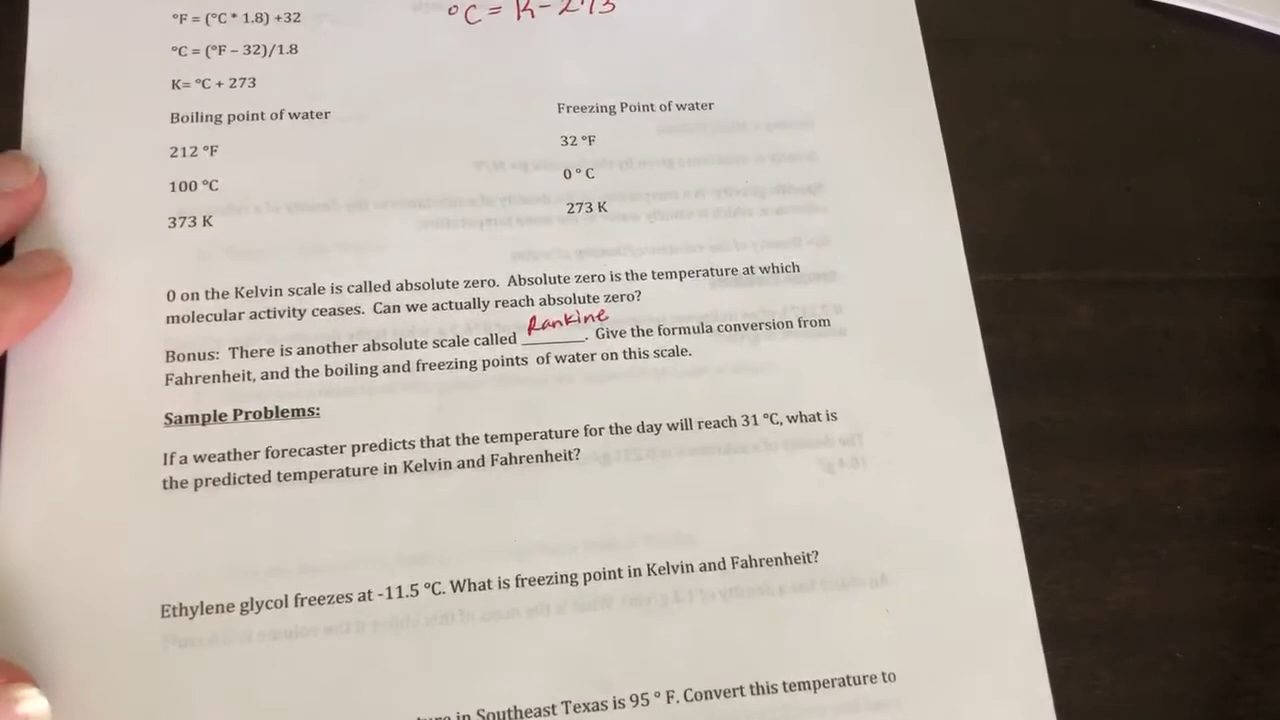 °F = (°C * 1.8) +32
°C = K - 273
°C = (°F – 32)/1.8
K= °C + 273
Boiling point of water
Freezing Point of water
212 °F
32 °F
100 °C
0 ° C
373 K
273 K
0 on the Kelvin scale is called absolute zero. Absolute zero is the temperature at which
molecular activity ceases. Can we actually reach absolute zero?
Rankine
Bonus: There is another absolute scale called ______. Give the formula conversion from
Fahrenheit, and the boiling and freezing points of water on this scale.
Sample Problems:
If a weather forecaster predicts that the temperature for the day will reach 31 °C, what is
the predicted temperature in Kelvin and Fahrenheit?
Ethylene glycol freezes at -11.5 °C. What is freezing point in Kelvin and Fahrenheit?
in Southeast Texas is 95 ° F. Convert this temperature to